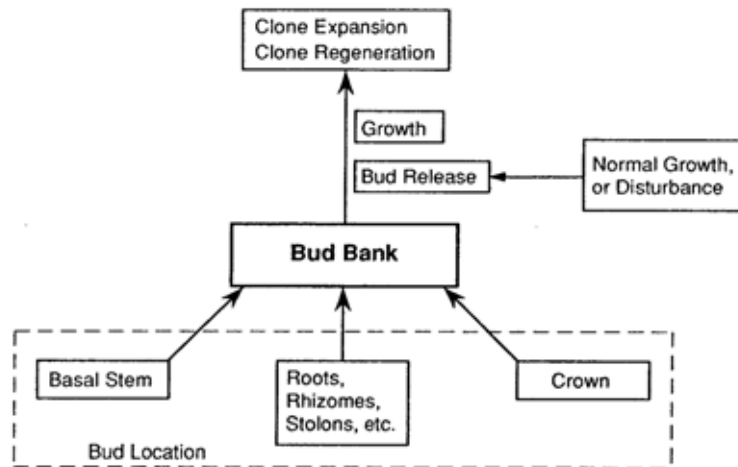 Clone Expansion
Clone Regeneration
Growth
Bud Release
Normal Growth,
or Disturbance
Bud Bank
Basal Stem
Roots,
Rhizomes,
Stolons, etc.
Crown
Bud Location